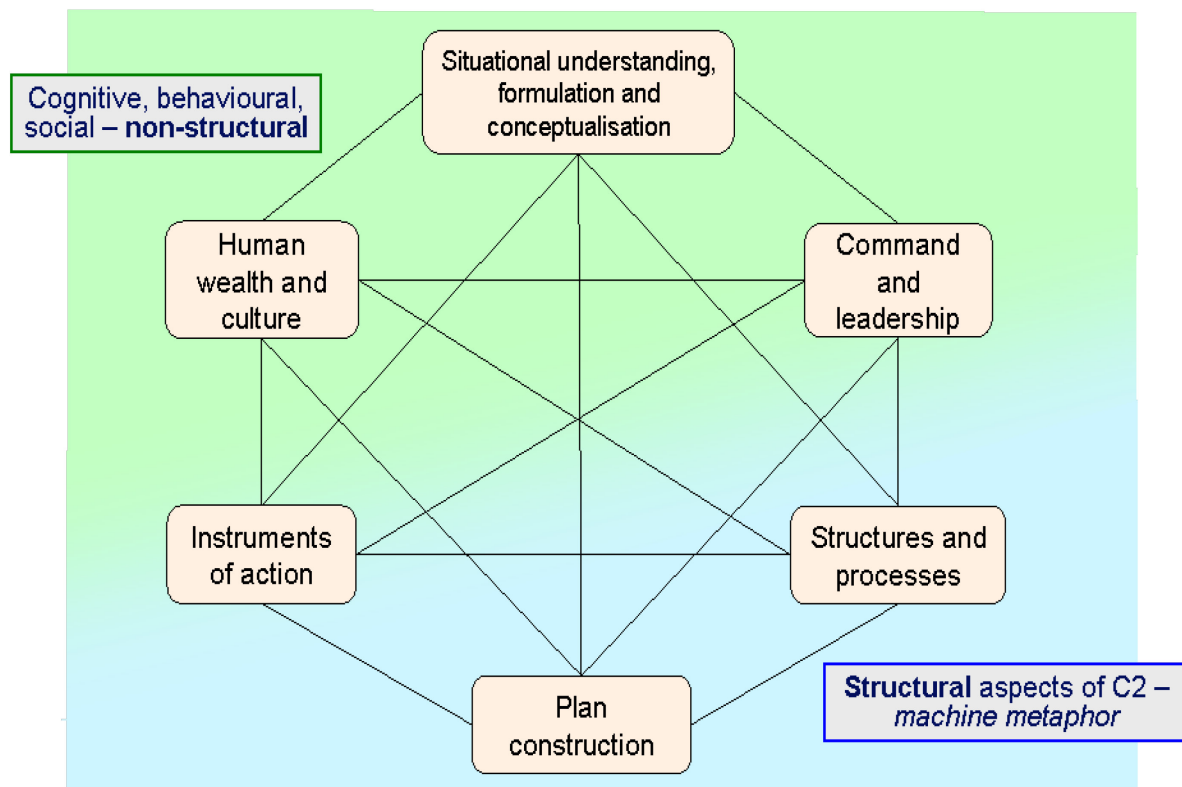 Situational understanding,
formulation and
conceptualisation
Cognitive, behavioural,
social – non-structural
Human
wealth and
culture
Command
and
leadership
Instruments
of action
Structures and
processes
Plan
construction
Structural aspects of C2 –
machine metaphor